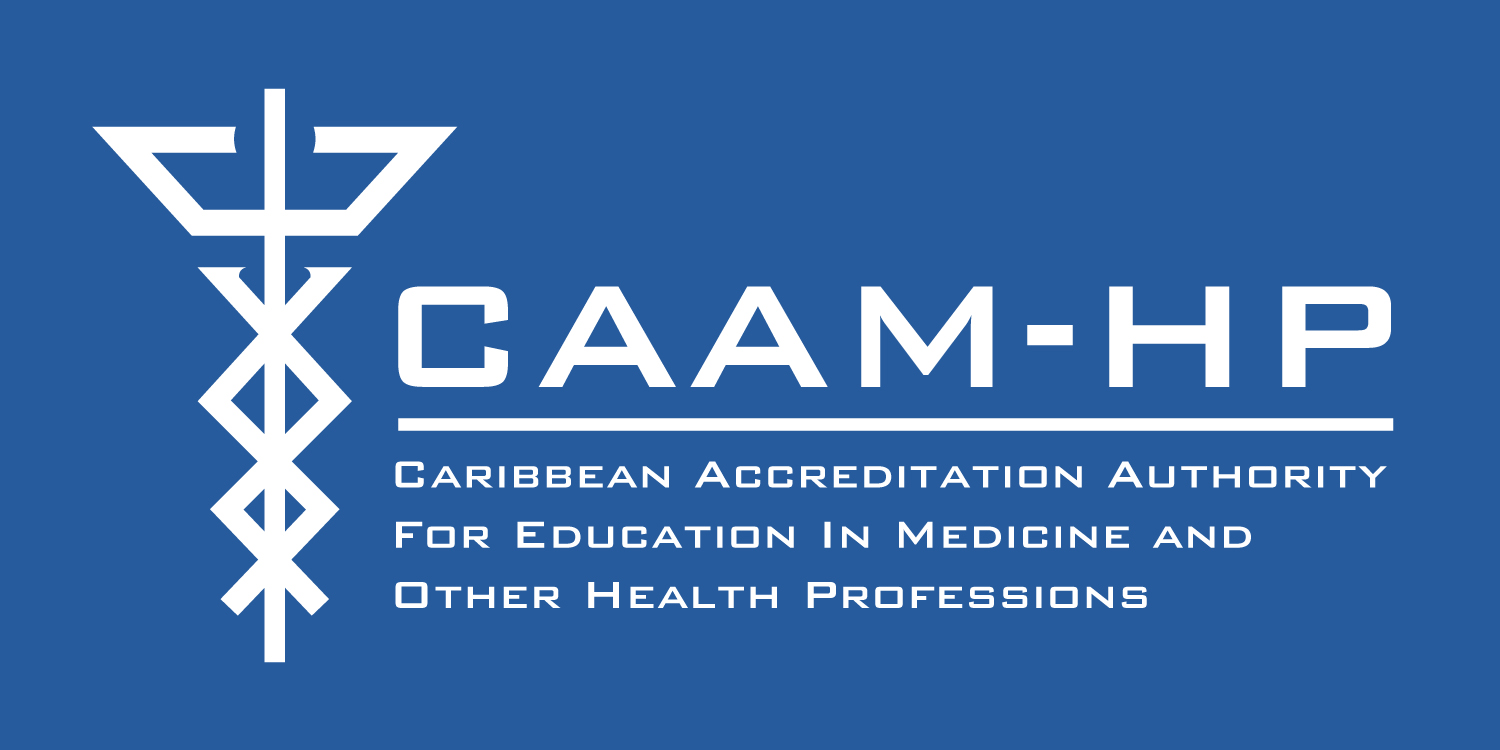 CAAM-HP
Caribbean Accreditation Authority
For Education In Medicine and
Other Health Professions